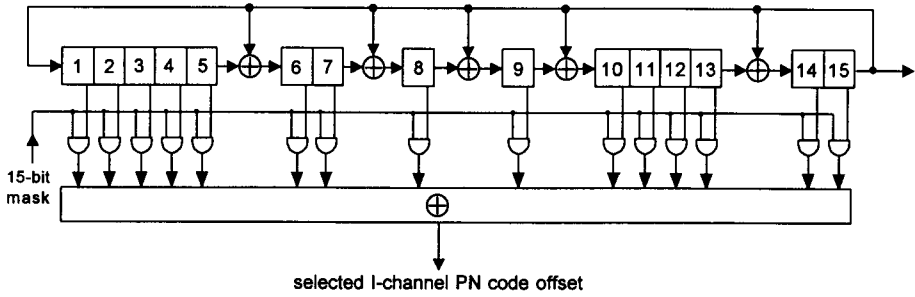 1 2 3 4 5 6 7 8 9 10 11 12 13 14 15
15-bit
mask
selected I-channel PN code offset